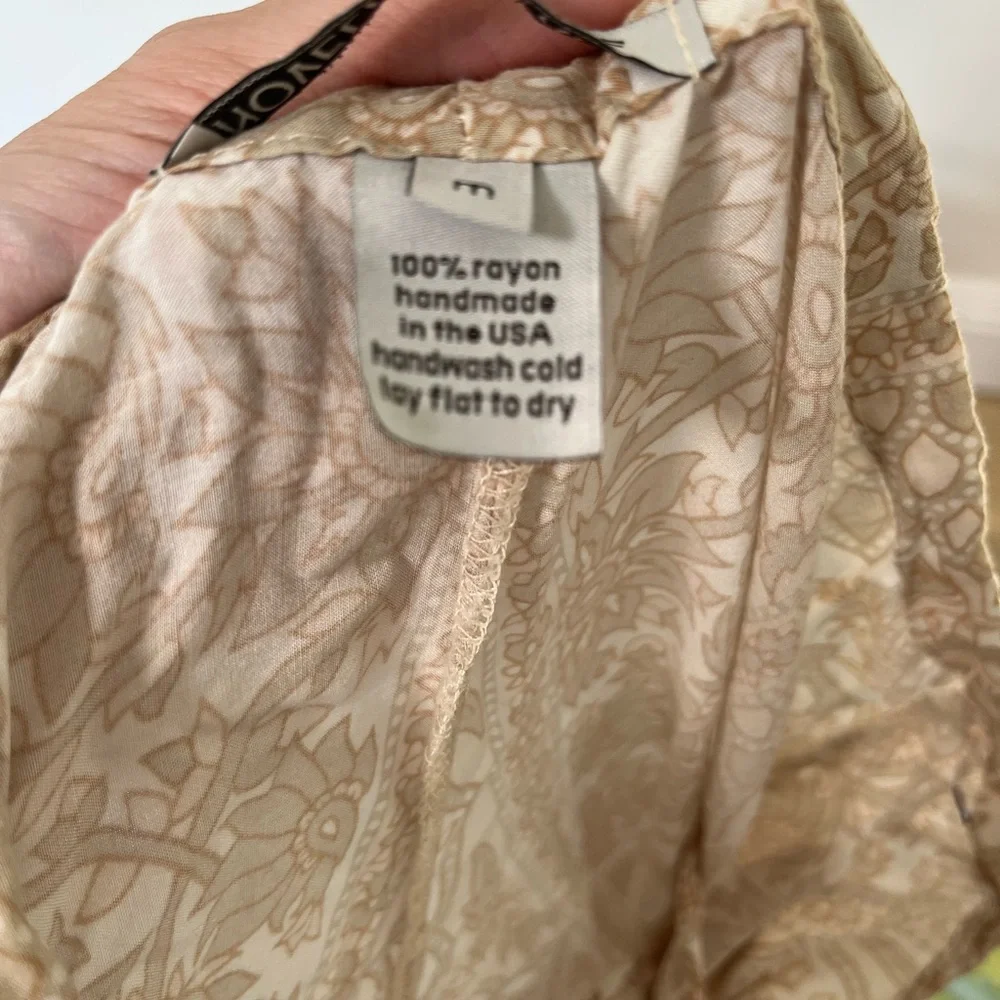 m
100% rayon
handmade
in the USA
handwash cold
lay flat to dry